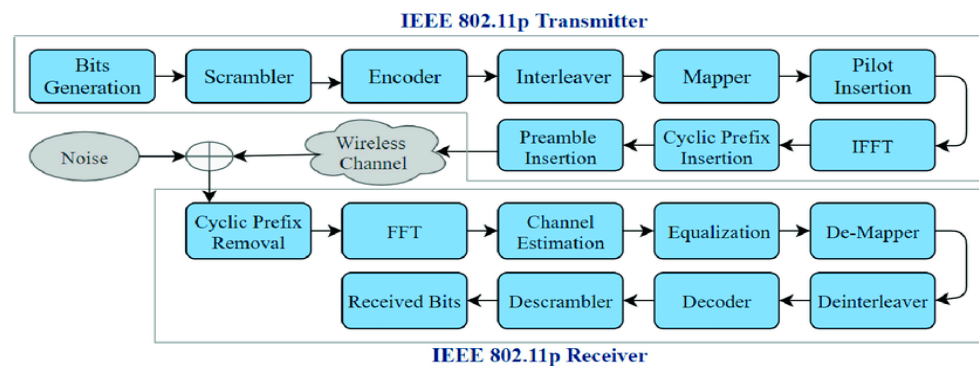 IEEE 802.11p Transmitter
Bits
Generation
Scrambler
Encoder
Interleaver
Mapper
Pilot
Insertion
IFFT
Cyclic Prefix
Insertion
Preamble
Insertion
Wireless
Channel
Noise
Cyclic Prefix
Removal
FFT
Channel
Estimation
Equalization
De-Mapper
Deinterleaver
Decoder
Descrambler
Received Bits
IEEE 802.11p Receiver